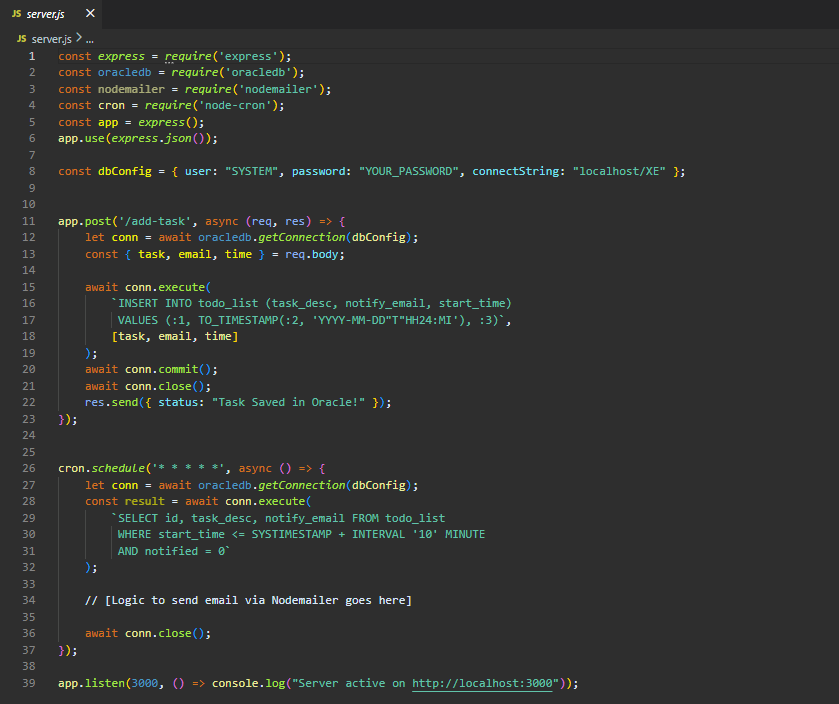 JS server.js ×
JS server.js > ...
1 const express = require('express');
2 const oracledb = require('oracledb');
3 const nodemailer = require('nodemailer');
4 const cron = require('node-cron');
5 const app = express();
6 app.use(express.json());
7
8 const dbConfig = { user: "SYSTEM", password: "YOUR_PASSWORD", connectString: "localhost/XE" };
9
10
11 app.post('/add-task', async (req, res) => {
12     let conn = await oracledb.getConnection(dbConfig);
13     const { task, email, time } = req.body;
14
15     await conn.execute(
16         `INSERT INTO todo_list (task_desc, notify_email, start_time)
17          VALUES (:1, TO_TIMESTAMP(:2, 'YYYY-MM-DD"T"HH24:MI'), :3)`,
18         [task, email, time]
19     );
20     await conn.commit();
21     await conn.close();
22     res.send({ status: "Task Saved in Oracle!" });
23 });
24
25
26 cron.schedule('* * * * *', async () => {
27     let conn = await oracledb.getConnection(dbConfig);
28     const result = await conn.execute(
29         `SELECT id, task_desc, notify_email FROM todo_list
30          WHERE start_time <= SYSTIMESTAMP + INTERVAL '10' MINUTE
31          AND notified = 0`
32     );
33
34     // [Logic to send email via Nodemailer goes here]
35
36     await conn.close();
37 });
38
39 app.listen(3000, () => console.log("Server active on http://localhost:3000"));